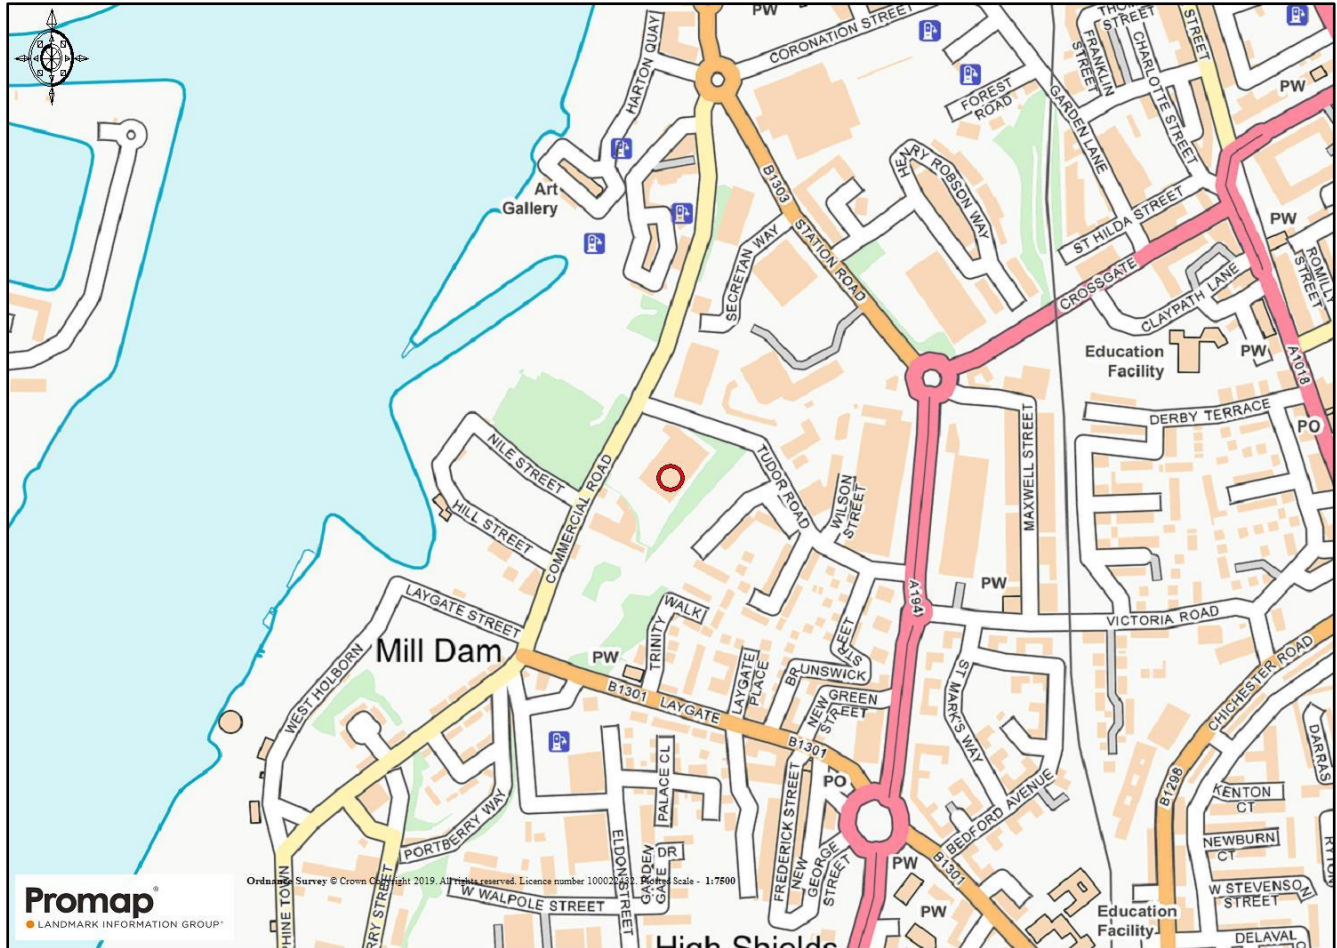 PW
CORONATION STREET
STREET
STREET
FRANKLIN
STREET
CHARLOTTE STREET
HARTON QUAY
PW
FOREST
ROAD
GARDEN LANE
B1303
STATION ROAD
HENRY ROBSON WAY
Art
Gallery
ST HILDA STREET
PW
ROMILLY
STREET
SECRETAN WAY
CROSSGATE
CLAYPATH LANE
Education
Facility
PW
A1018
DERBY TERRACE
PO
NILE STREET
HILL STREET
COMMERCIAL ROAD
TUDOR ROAD
WILSON
STREET
MAXWELL STREET
PW
A194
VICTORIA ROAD
LAYGATE STREET
Mill Dam
PW
TRINITY
WALK
STREET
BRUNSWICK
LAYGATE
PLACE
NEW
GREEN
STREET
ST MARK'S WAY
CHICHESTER ROAD
WEST HOLBORN
B1301
LAYGATE
B1301
PO
DARRAS
B1298
KENTON
CT
PALACE CL
FREDERICK STREET
BEDFORD AVENUE
NEWBURN
CT
PORTBERRY WAY
ELDON STREET
GARDEN
GATE
DR
NEW
GEORGE
STREET
PW
B1301
Ordnance Survey © Crown Copyright 2019. All rights reserved. Licence number 100022432. Plotted Scale - 1:7500
W WALPOLE STREET
W STEVENSON
STREET
PW
Education
Facility
DELAVAL
High Shields
Promap
LANDMARK INFORMATION GROUP